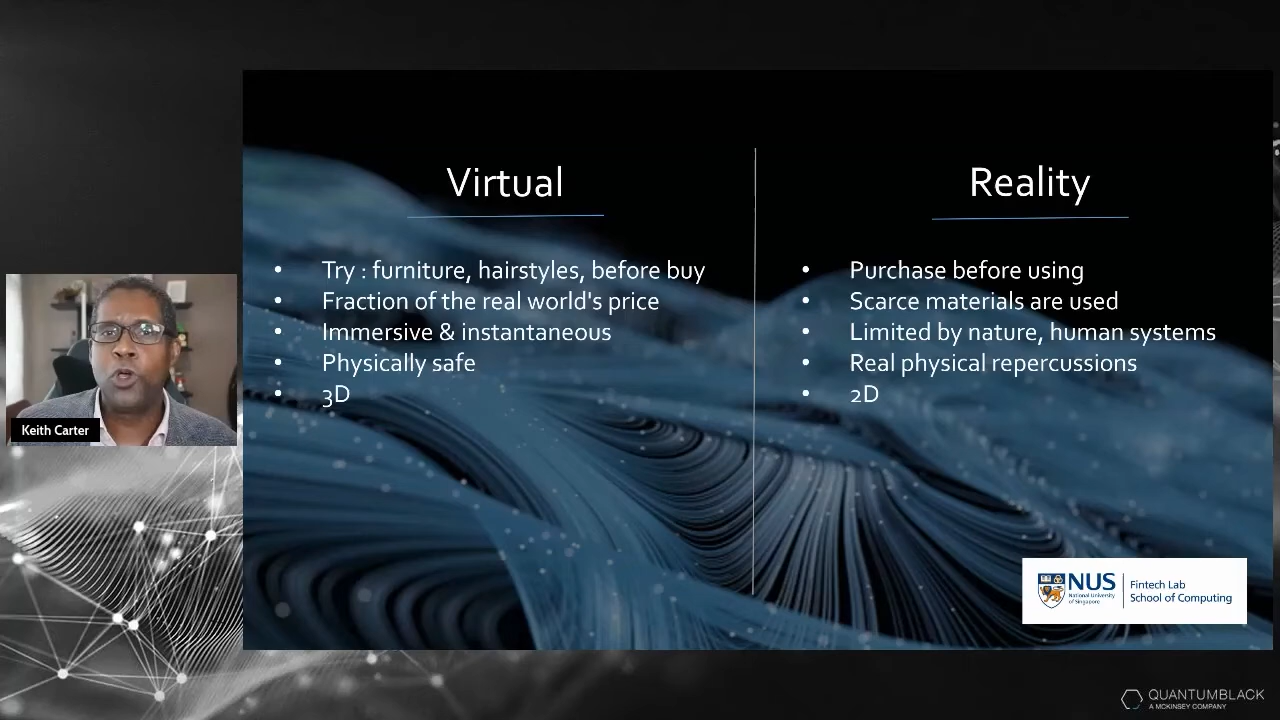 Virtual
Try : furniture, hairstyles, before buy
Fraction of the real world's price
Immersive & instantaneous
Physically safe
3D
Reality
Purchase before using
Scarce materials are used
Limited by nature, human systems
Real physical repercussions
2D
Keith Carter
NUS
National University
of Singapore
Fintech Lab
School of Computing
QUANTUMBLACK
A MCKINSEY COMPANY